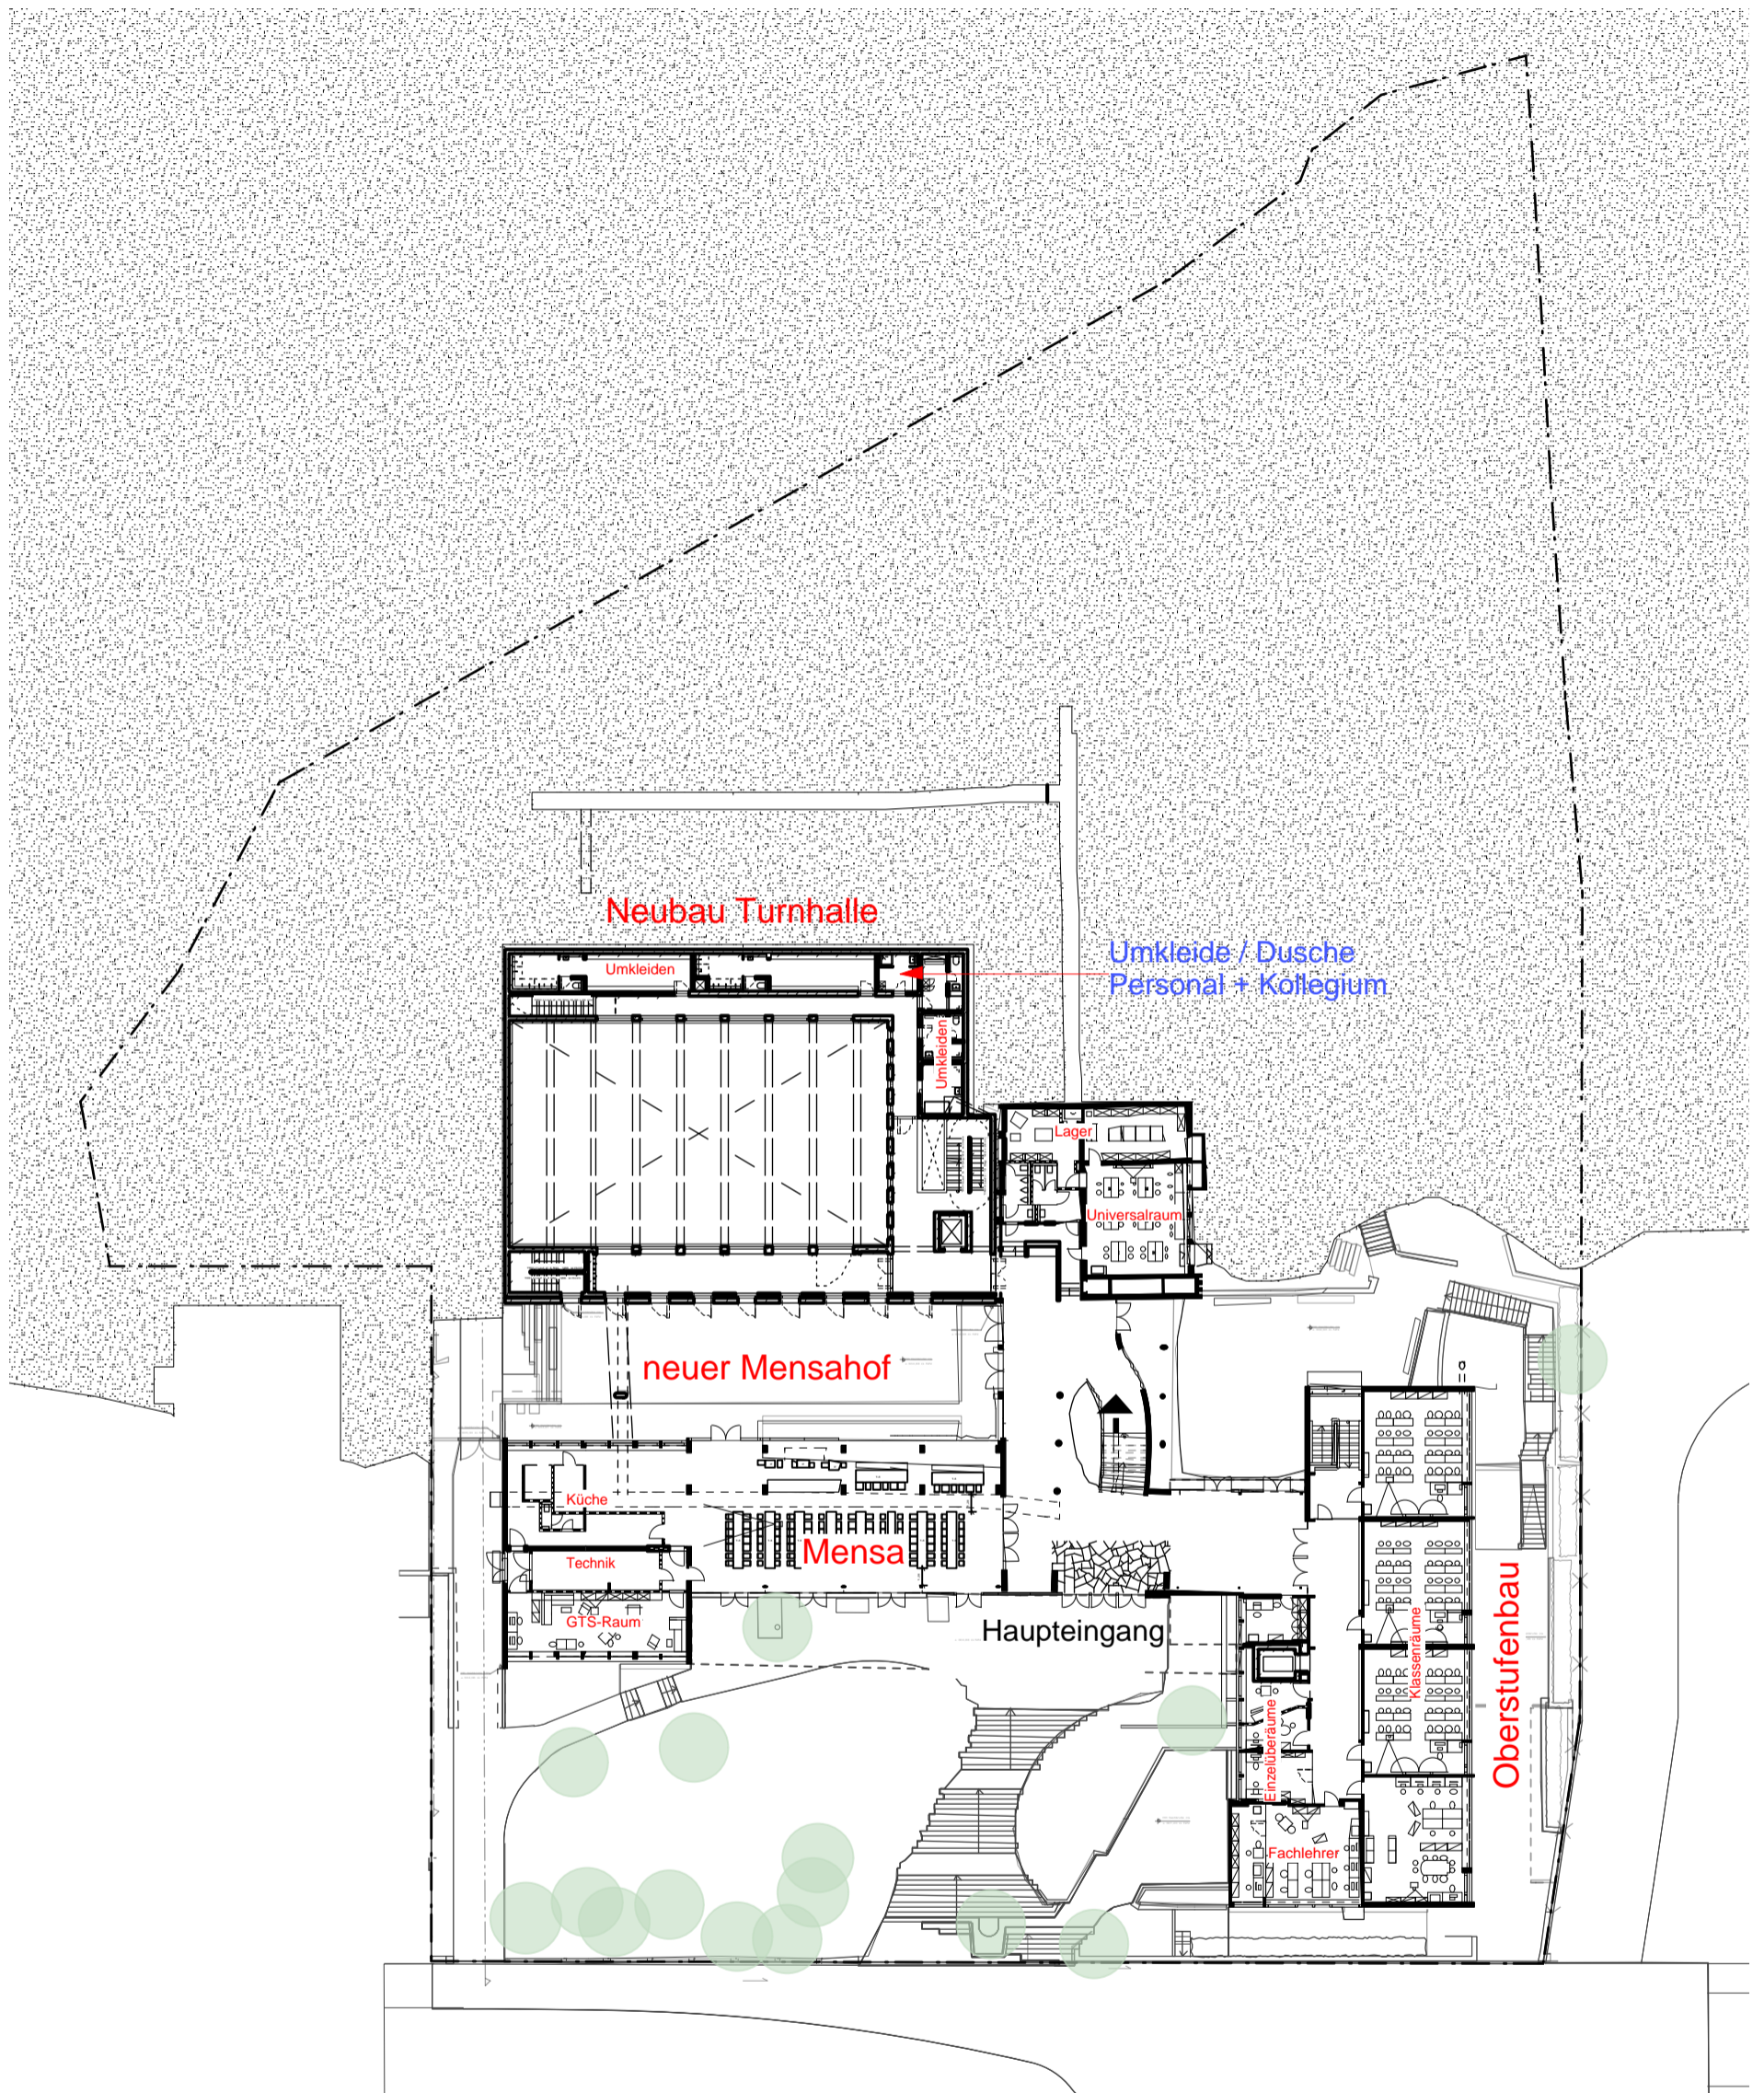 Neubau Turnhalle
Umkleide / Dusche
Personal + Kollegium
Umkleiden
Umkleiden
Lager
Universalraum
neuer Mensahof
Küche
Mensa
Technik
GTS-Raum
Haupteingang
Klassenräume
Oberstufenbau
Einzelüberäume
Fachlehrer